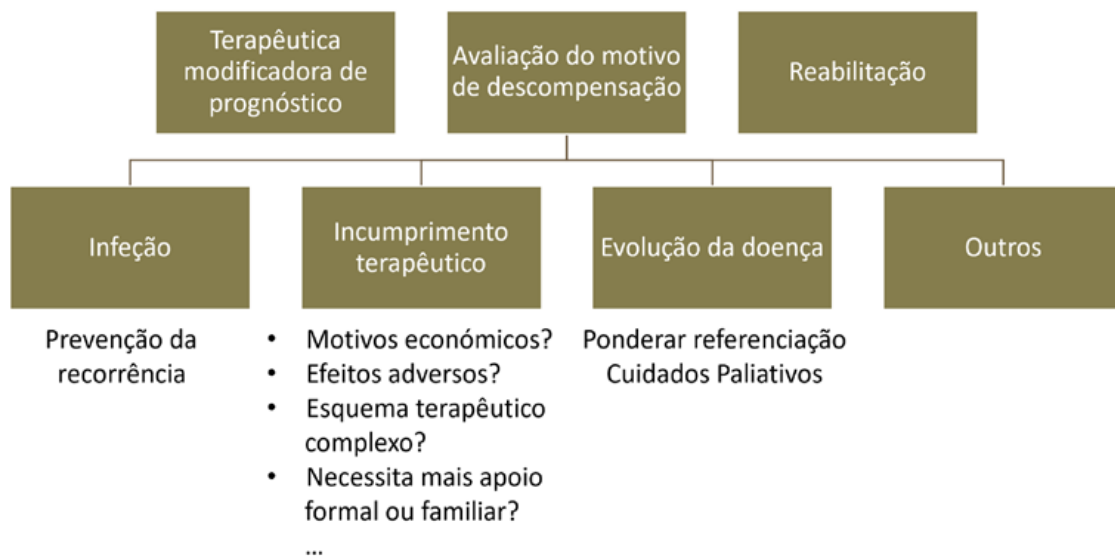 Terapêutica
modificadora de
prognóstico
Avaliação do motivo
de descompensação
Reabilitação
Infeção
Incumprimento
terapêutico
Evolução da doença
Outros
Prevenção da
recorrência
• Motivos económicos?
• Efeitos adversos?
• Esquema terapêutico
complexo?
• Necessita mais apoio
formal ou familiar?
...
Ponderar referenciação
Cuidados Paliativos